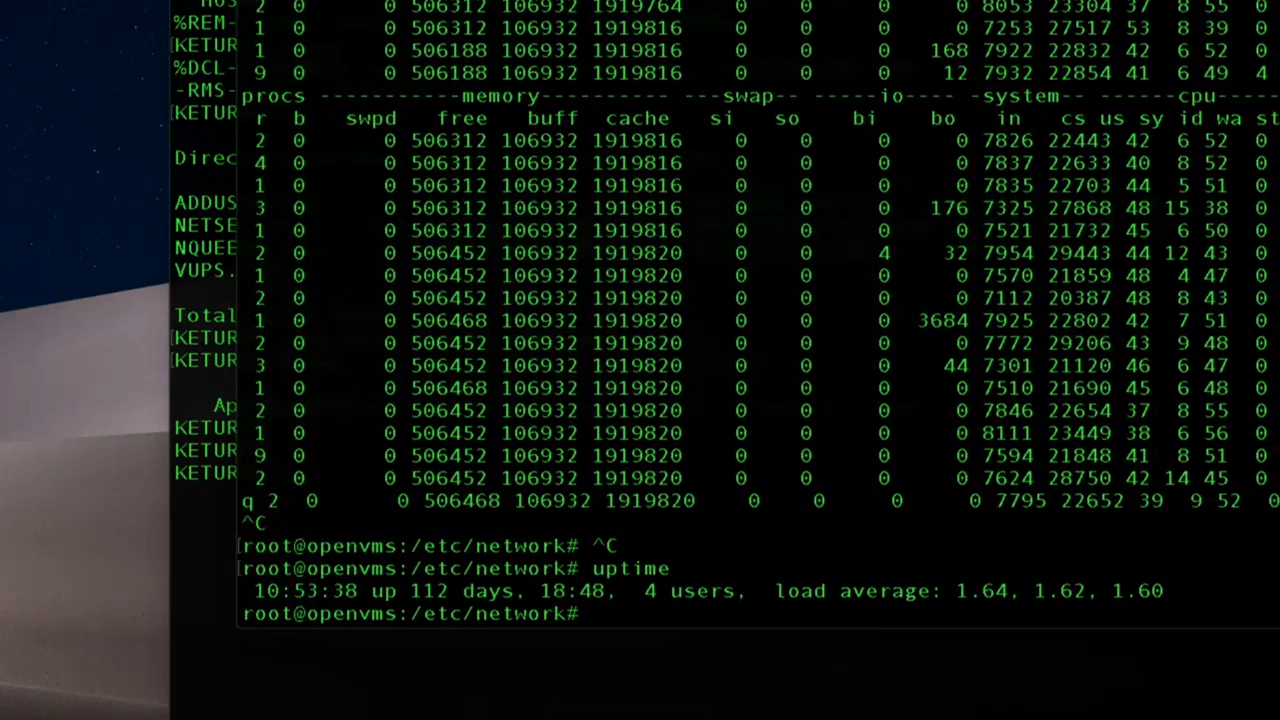 HOS
%REM-
[KETUR
%DCL-
-RMS-
[KETUR
Direc
ADDUS
NETSE
NQUEE
VUPS.
Total
[KETUR
[KETUR
Ap
KETUR
KETUR
KETUR
2 0 0 506312 106932 1919764 0 0 0 0 8053 23304 37 8 55 0
1 0 0 506312 106932 1919816 0 0 0 0 7253 27517 53 8 39 0
1 0 0 506188 106932 1919816 0 0 0 168 7922 22832 42 6 52 0
9 0 0 506188 106932 1919816 0 0 0 12 7932 22854 41 6 49 4
procs -----------memory---------- ---swap-- -----io---- -system-- ------cpu-----
r b swpd free buff cache si so bi bo in cs us sy id wa st
2 0 0 506312 106932 1919816 0 0 0 0 7826 22443 42 6 52 0
4 0 0 506312 106932 1919816 0 0 0 0 7837 22633 40 8 52 0
1 0 0 506312 106932 1919816 0 0 0 0 7835 22703 44 5 51 0
3 0 0 506312 106932 1919816 0 0 0 176 7325 27868 48 15 38 0
1 0 0 506312 106932 1919816 0 0 0 0 7521 21732 45 6 50 0
2 0 0 506452 106932 1919820 0 0 4 32 7954 29443 44 12 43 0
1 0 0 506452 106932 1919820 0 0 0 0 7570 21859 48 4 47 0
2 0 0 506452 106932 1919820 0 0 0 0 7112 20387 48 8 43 0
1 0 0 506468 106932 1919820 0 0 0 3684 7925 22802 42 7 51 0
2 0 0 506452 106932 1919820 0 0 0 0 7772 29206 43 9 48 0
3 0 0 506452 106932 1919820 0 0 0 44 7301 21120 46 6 47 0
1 0 0 506468 106932 1919820 0 0 0 0 7510 21690 45 6 48 0
2 0 0 506452 106932 1919820 0 0 0 0 7846 22654 37 8 55 0
1 0 0 506452 106932 1919820 0 0 0 0 8111 23449 38 6 56 0
9 0 0 506452 106932 1919820 0 0 0 0 7594 21848 41 8 51 0
2 0 0 506452 106932 1919820 0 0 0 0 7624 28750 42 14 45 0
q 2 0 0 506468 106932 1919820 0 0 0 0 7795 22652 39 9 52 0
^C
[root@openvms:/etc/network# ^C
[root@openvms:/etc/network# uptime
10:53:38 up 112 days, 18:48, 4 users, load average: 1.64, 1.62, 1.60
root@openvms:/etc/network#